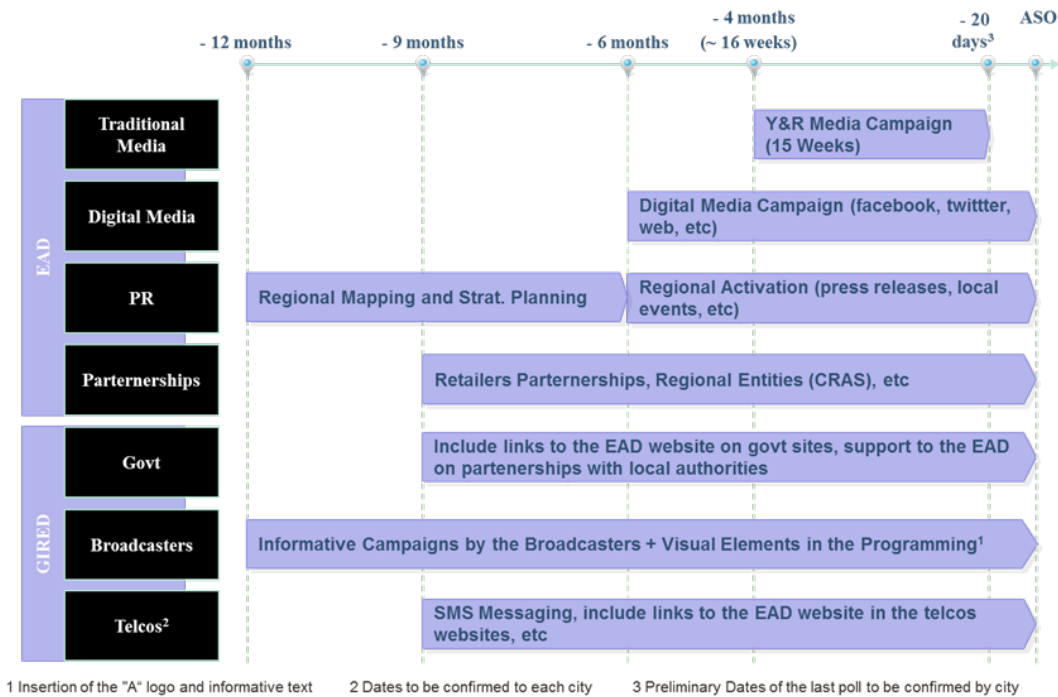 - 4 months
(~ 16 weeks)
- 20
days³
ASO
- 12 months
- 9 months
- 6 months
EAD
Traditional
Media
Y&R Media Campaign
(15 Weeks)
Digital Media
Digital Media Campaign (facebook, twittter,
web, etc)
PR
Regional Mapping and Strat. Planning
Regional Activation (press releases, local
events, etc)
Parternerships
Retailers Parternerships, Regional Entities (CRAS), etc
GIRED
Govt
Include links to the EAD website on govt sites, support to the EAD
on partenerships with local authorities
Broadcasters
Informative Campaigns by the Broadcasters + Visual Elements in the Programming¹
Telcos²
SMS Messaging, include links to the EAD website in the telcos
websites, etc
1 Insertion of the "A" logo and informative text
2 Dates to be confirmed to each city
3 Preliminary Dates of the last poll to be confirmed by city